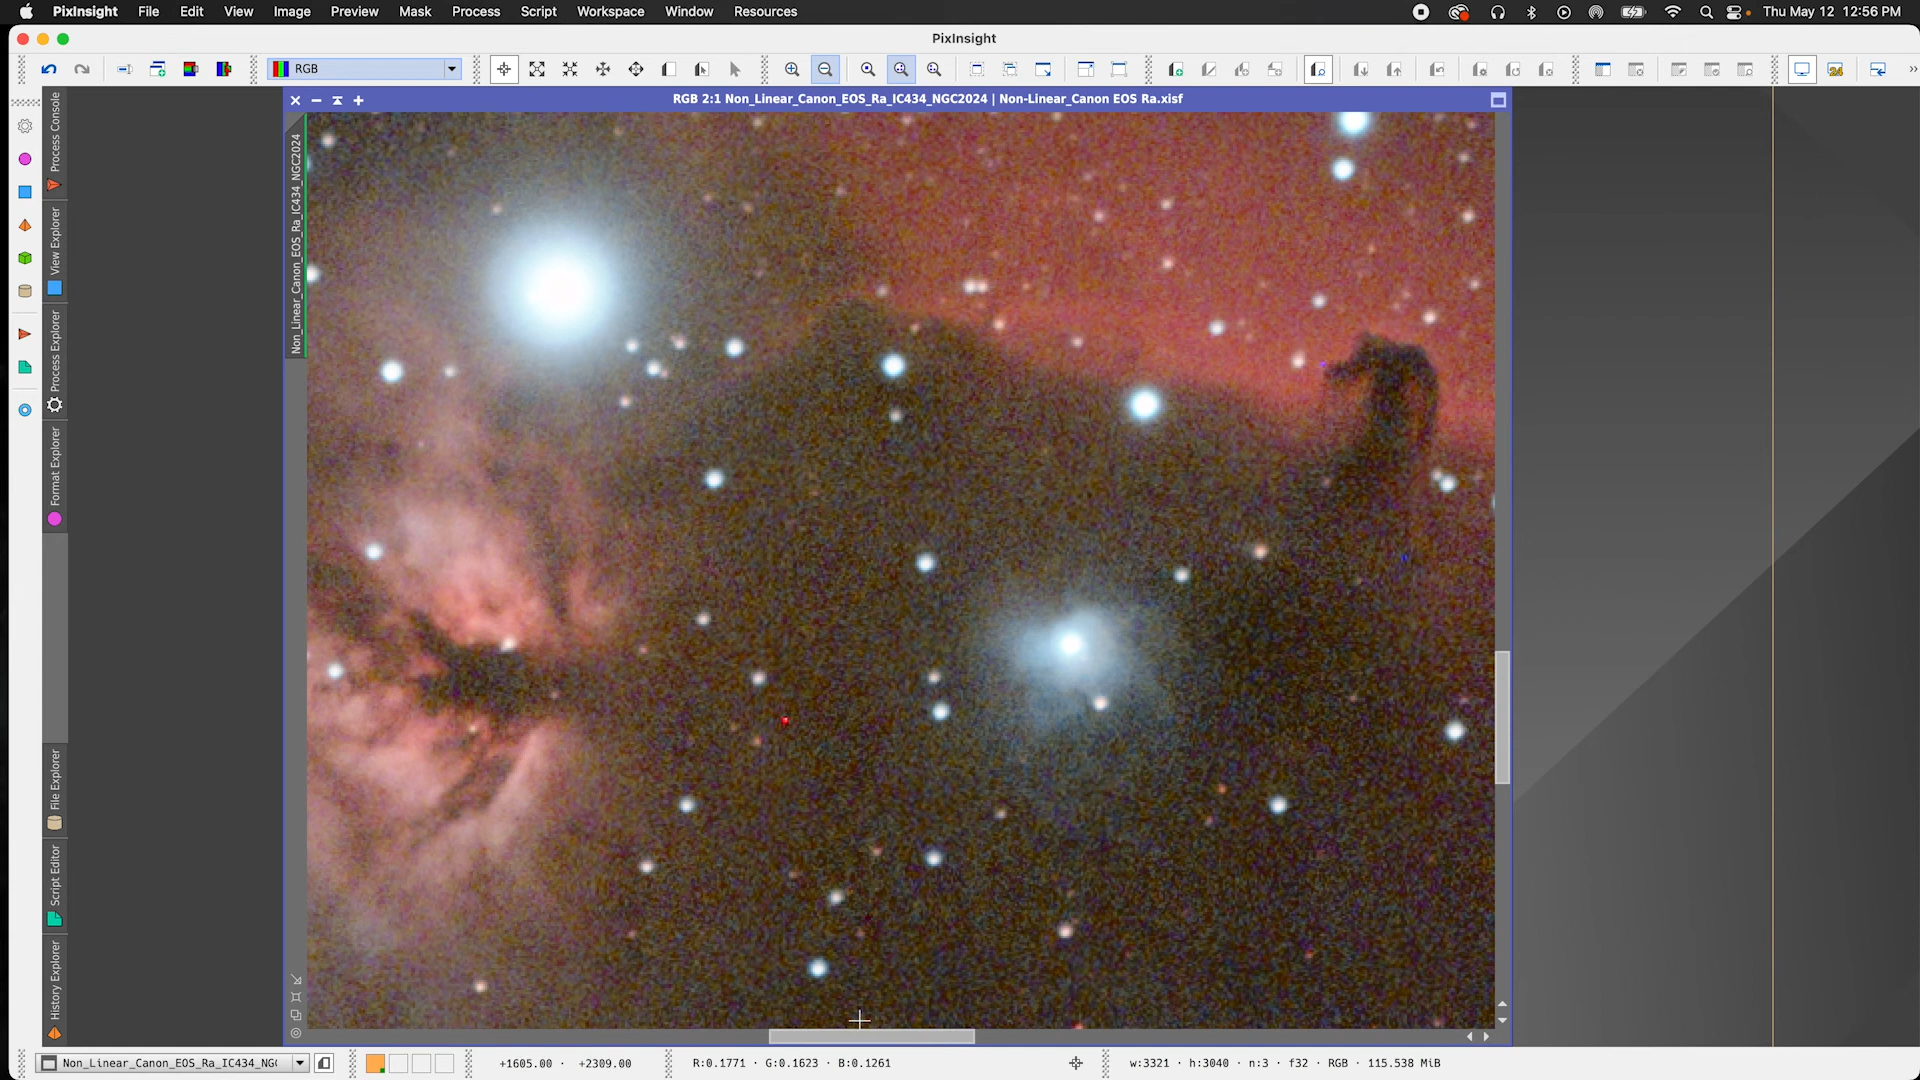 PixInsight File Edit View Image Preview Mask Process Script Workspace Window Resources Thu May 12 12:56 PM
PixInsight
RGB
24
RGB 2:1 Non_Linear_Canon_EOS_Ra_IC434_NGC2024 | Non-Linear_Canon EOS Ra.xisf
Non_Linear_Canon_EOS_Ra_IC434_NGC2024
Process Console
View Explorer
Process Explorer
Format Explorer
File Explorer
Script Editor
History Explorer
Non_Linear_Canon_EOS_Ra_IC434_NG( +1605.00 · +2309.00 R:0.1771 · G:0.1623 · B:0.1261 w:3321 · h:3040 · n:3 · f32 · RGB · 115.538 MiB